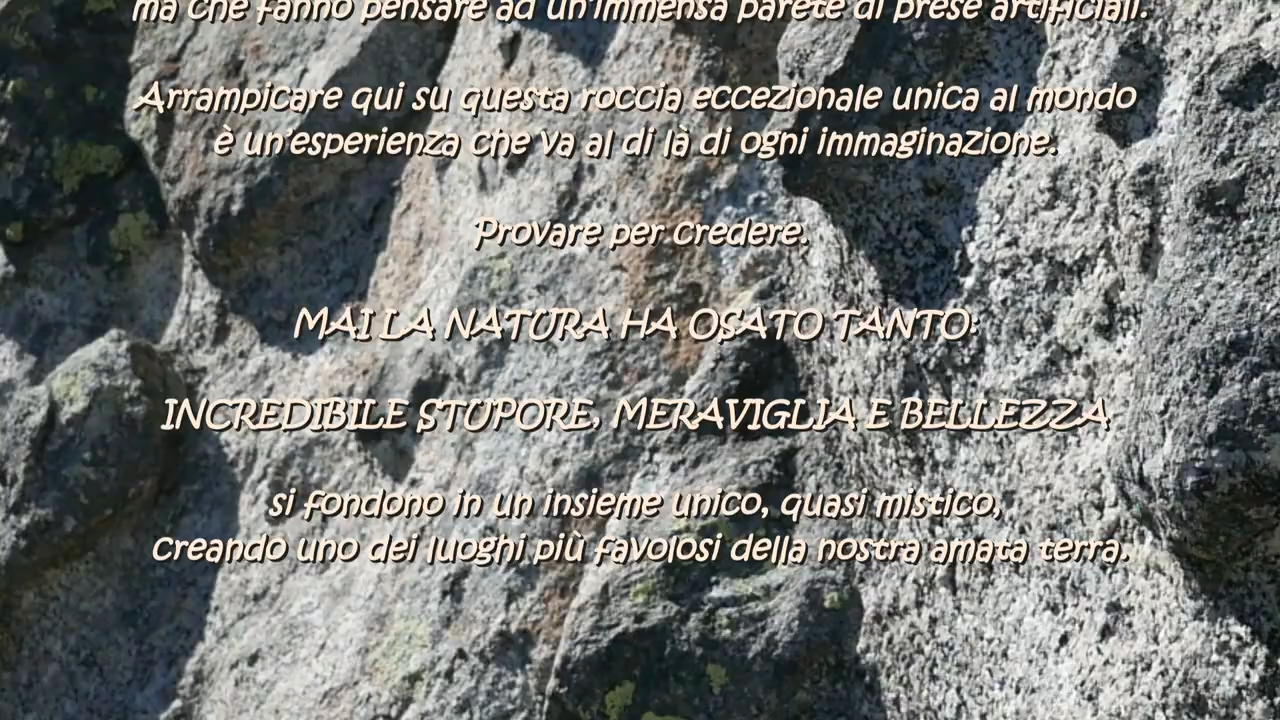 ma che fanno pensare ad un'immensa parete di prese artificiali.
Arrampicare qui su questa roccia eccezionale unica al mondo
è un'esperienza che va al di là di ogni immaginazione.
Provare per credere.
MAI LA NATURA HA OSATO TANTO:
INCREDIBILE STUPORE, MERAVIGLIA E BELLEZZA
si fondono in un insieme unico, quasi mistico,
creando uno dei luoghi più favolosi della nostra amata terra.